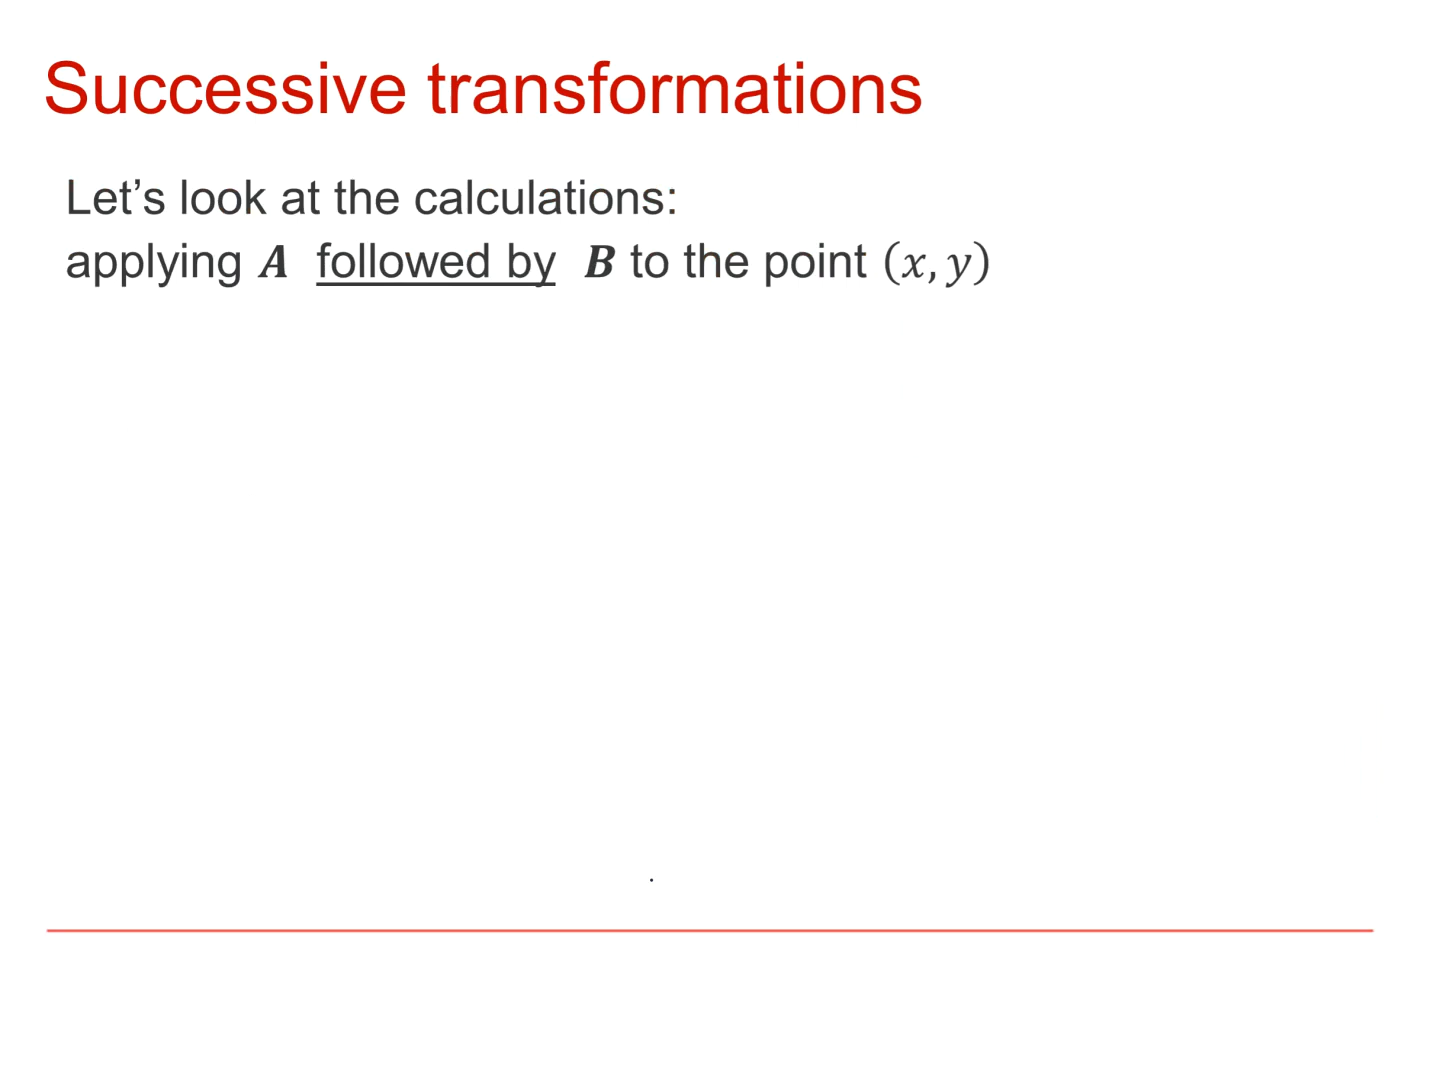 Successive transformations
Let’s look at the calculations:
applying A followed by B to the point (x, y)
.